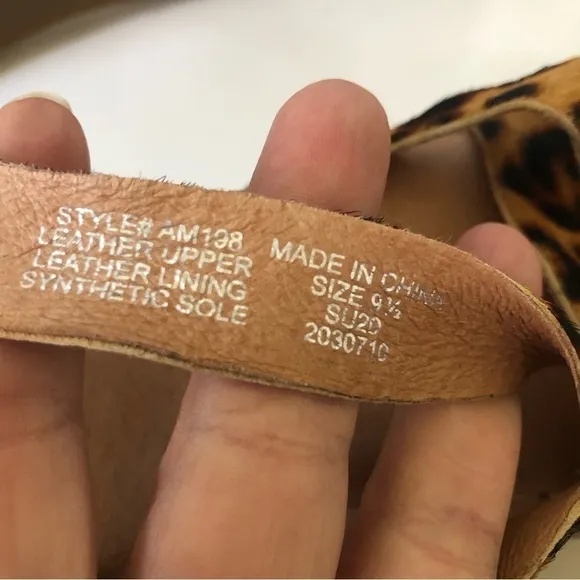 STYLE# AM198
LEATHER UPPER
LEATHER LINING
SYNTHETIC SOLE
MADE IN CHINA
SIZE 9½
SU20
2030710